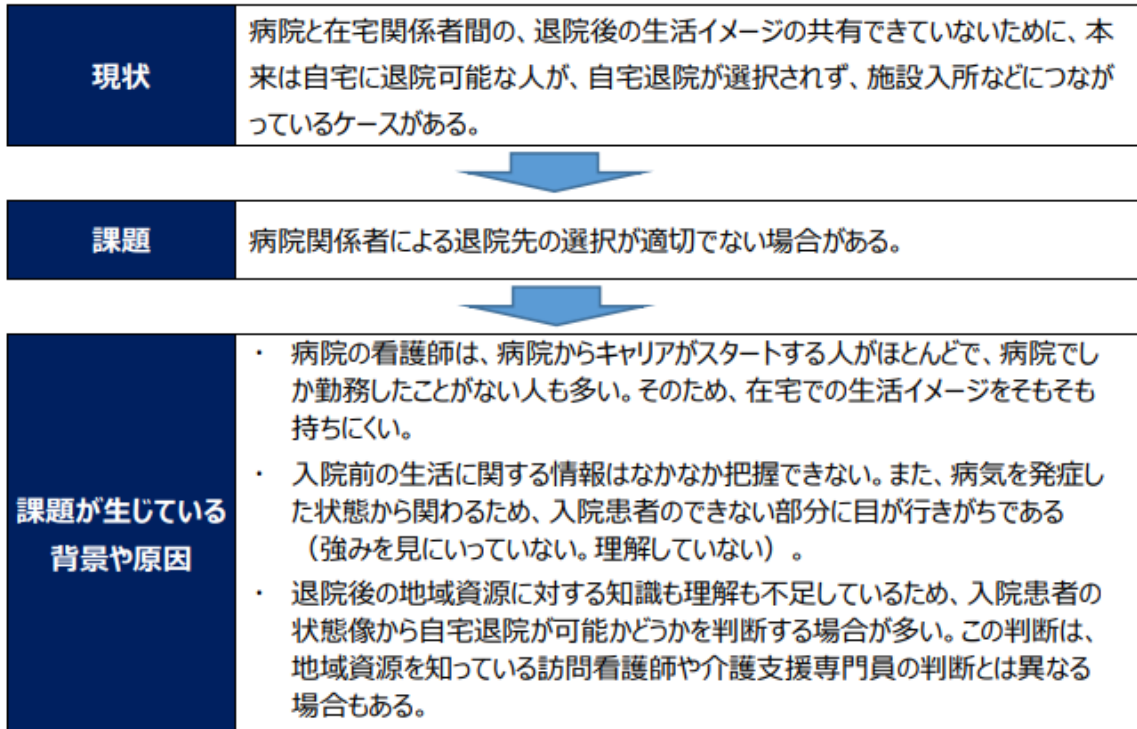 現状
病院と在宅関係者間の、退院後の生活イメージの共有できていないために、本
来は自宅に退院可能な人が、自宅退院が選択されず、施設入所などにつなが
っているケースがある。
課題
病院関係者による退院先の選択が適切でない場合がある。
課題が生じている
背景や原因
・ 病院の看護師は、病院からキャリアがスタートする人がほとんどで、病院でし
か勤務したことがない人も多い。そのため、在宅での生活イメージをそもそも
持ちにくい。
・ 入院前の生活に関する情報はなかなか把握できない。また、病気を発症し
た状態から関わるため、入院患者のできない部分に目が行きがちである
（強みを見にいっていない。理解していない）。
・ 退院後の地域資源に対する知識も理解も不足しているため、入院患者の
状態像から自宅退院が可能かどうかを判断する場合が多い。この判断は、
地域資源を知っている訪問看護師や介護支援専門員の判断とは異なる
場合もある。